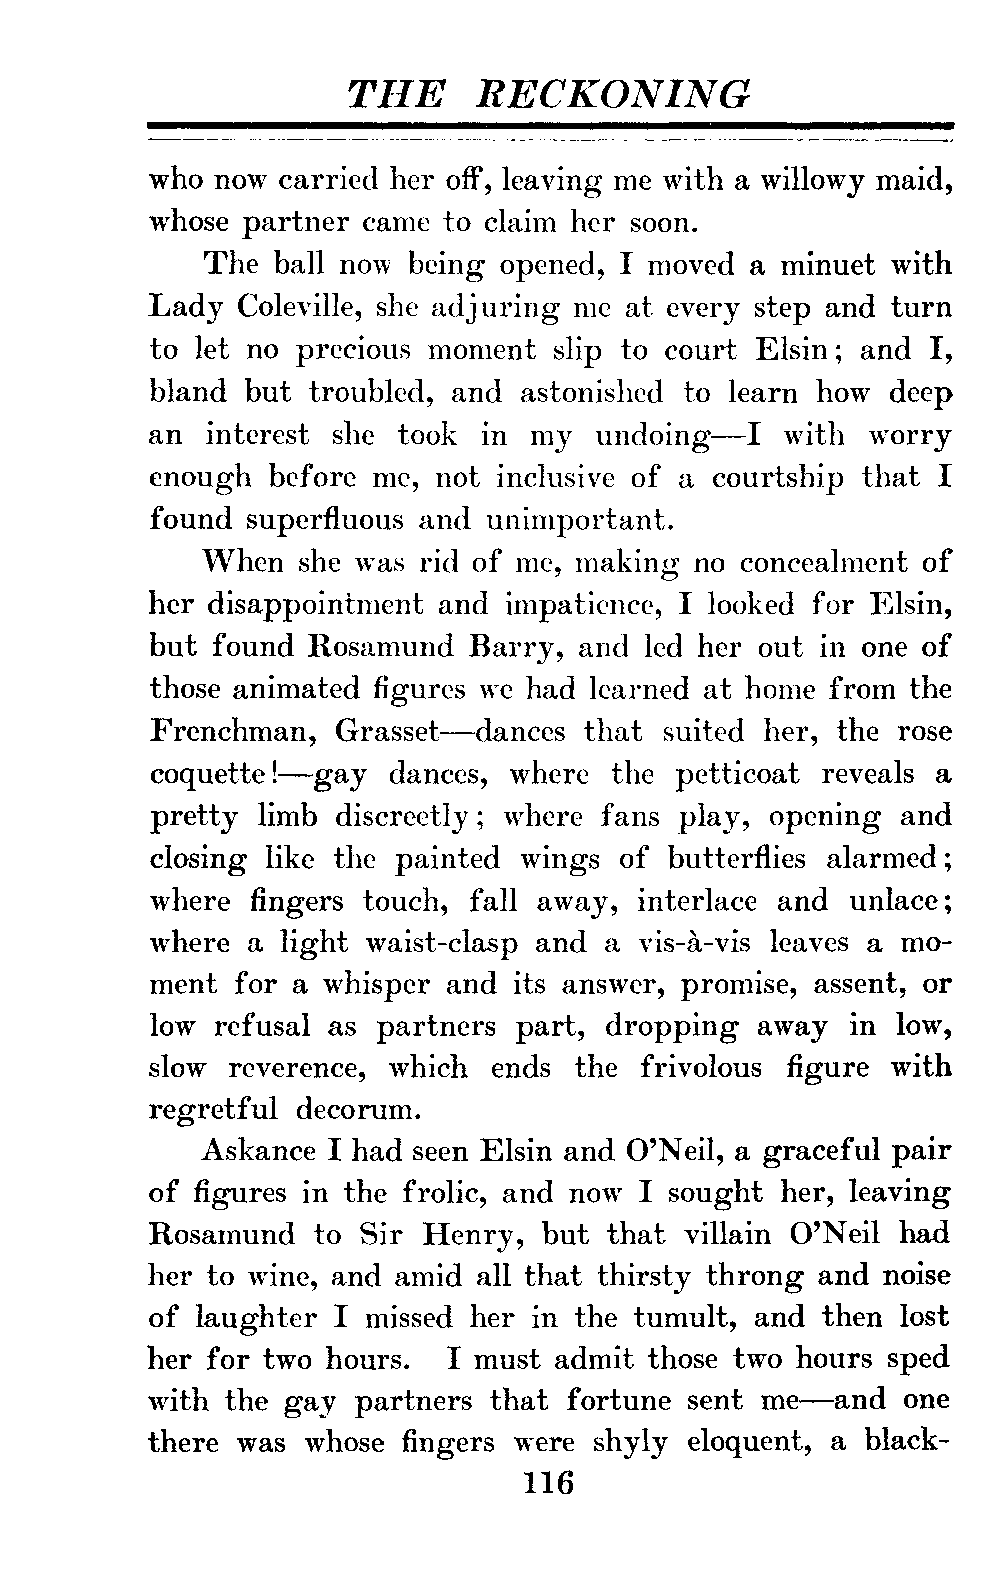 THE RECKONING
who now carried her off, leaving me with a willowy maid,
whose partner came to claim her soon.
The ball now being opened, I moved a minuet with
Lady Coleville, she adjuring me at every step and turn
to let no precious moment slip to court Elsin; and I,
bland but troubled, and astonished to learn how deep
an interest she took in my undoing—I with worry
enough before me, not inclusive of a courtship that I
found superfluous and unimportant.
When she was rid of me, making no concealment of
her disappointment and impatience, I looked for Elsin,
but found Rosamund Barry, and led her out in one of
those animated figures we had learned at home from the
Frenchman, Grasset—dances that suited her, the rose
coquette!—gay dances, where the petticoat reveals a
pretty limb discreetly; where fans play, opening and
closing like the painted wings of butterflies alarmed;
where fingers touch, fall away, interlace and unlace;
where a light waist-clasp and a vis-à-vis leaves a mo-
ment for a whisper and its answer, promise, assent, or
low refusal as partners part, dropping away in low,
slow reverence, which ends the frivolous figure with
regretful decorum.
Askance I had seen Elsin and O'Neil, a graceful pair
of figures in the frolic, and now I sought her, leaving
Rosamund to Sir Henry, but that villain O'Neil had
her to wine, and amid all that thirsty throng and noise
of laughter I missed her in the tumult, and then lost
her for two hours. I must admit those two hours sped
with the gay partners that fortune sent me—and one
there was whose fingers were shyly eloquent, a black-
116